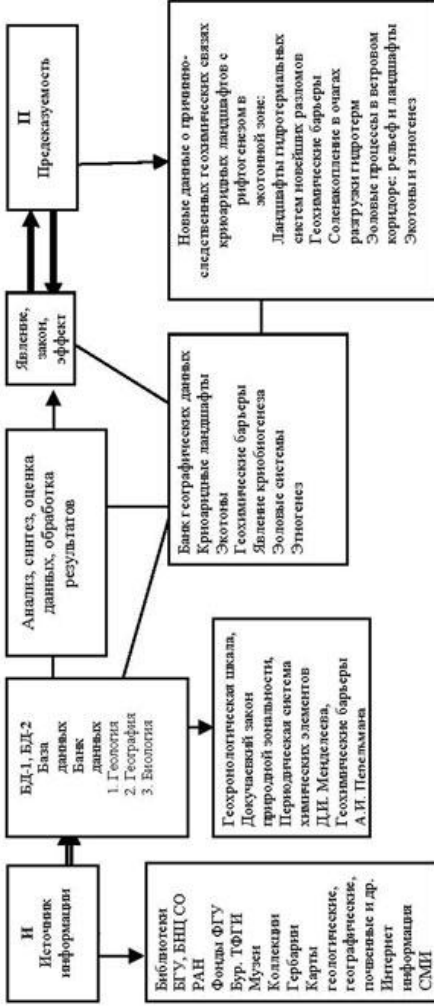 И
Источник
информации
Библиотеки
БГУ, БНЦ СО
РАН
Фонды ФГУ
Бур. ТФГИ
Музеи
Коллекции
Гербарии
Карты
геологические,
географические,
почвенные и др.
Интернет
информация
СМИ
БД-1, БД-2
База
данных
Банк
данных
1. Геология
2. География
3. Биология
Геохронологическая шкала,
Докучаевкий закон
природной зональности,
Периодическая система
химических элементов
Д.И. Менделеева,
Геохимические барьеры
А.И. Перельмана
Анализ, синтез, оценка
данных, обработка
результатов
Банк географических данных
Криоаридные ландшафты
Экотоны
Геохимические барьеры
Явление криобиогенеза
Эоловые системы
Этногенез
Явление,
закон,
эффект
П
Предсказуемость
Новые данные о причинно-
следственных геохимических связях
криоаридных ландшафтов с
рифтогенезом в
экотонной зоне:
Ландшафты гидротермальных
систем новейших разломов
Геохимические барьеры
Соленакопление в очагах
разгрузки гидротерм
Эоловые процессы в ветровом
коридоре: рельеф и ландшафты
Экотоны и этногенез